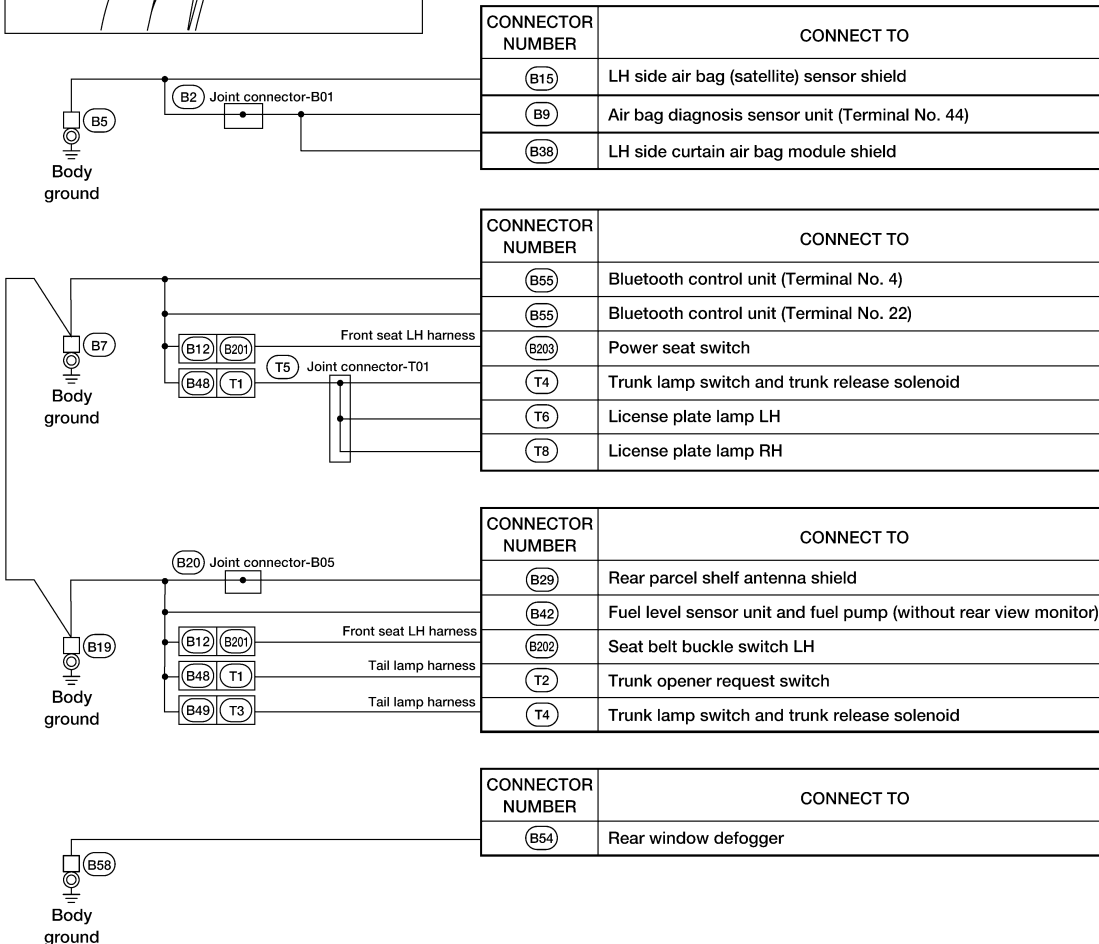 CONNECTOR NUMBER CONNECT TO
B15 LH side air bag (satellite) sensor shield
B2 Joint connector-B01
B9 Air bag diagnosis sensor unit (Terminal No. 44)
B5
B38 LH side curtain air bag module shield
Body
ground
CONNECTOR NUMBER CONNECT TO
B55 Bluetooth control unit (Terminal No. 4)
B55 Bluetooth control unit (Terminal No. 22)
B7
B12 B201 Front seat LH harness B203 Power seat switch
T5 Joint connector-T01
B48 T1 T4 Trunk lamp switch and trunk release solenoid
Body
ground
T6 License plate lamp LH
T8 License plate lamp RH
CONNECTOR NUMBER CONNECT TO
B20 Joint connector-B05
B29 Rear parcel shelf antenna shield
B42 Fuel level sensor unit and fuel pump (without rear view monitor)
B19
B12 B201 Front seat LH harness B202 Seat belt buckle switch LH
B48 T1 Tail lamp harness T2 Trunk opener request switch
B49 T3 Tail lamp harness T4 Trunk lamp switch and trunk release solenoid
Body
ground
CONNECTOR NUMBER CONNECT TO
B54 Rear window defogger
B58
Body
ground